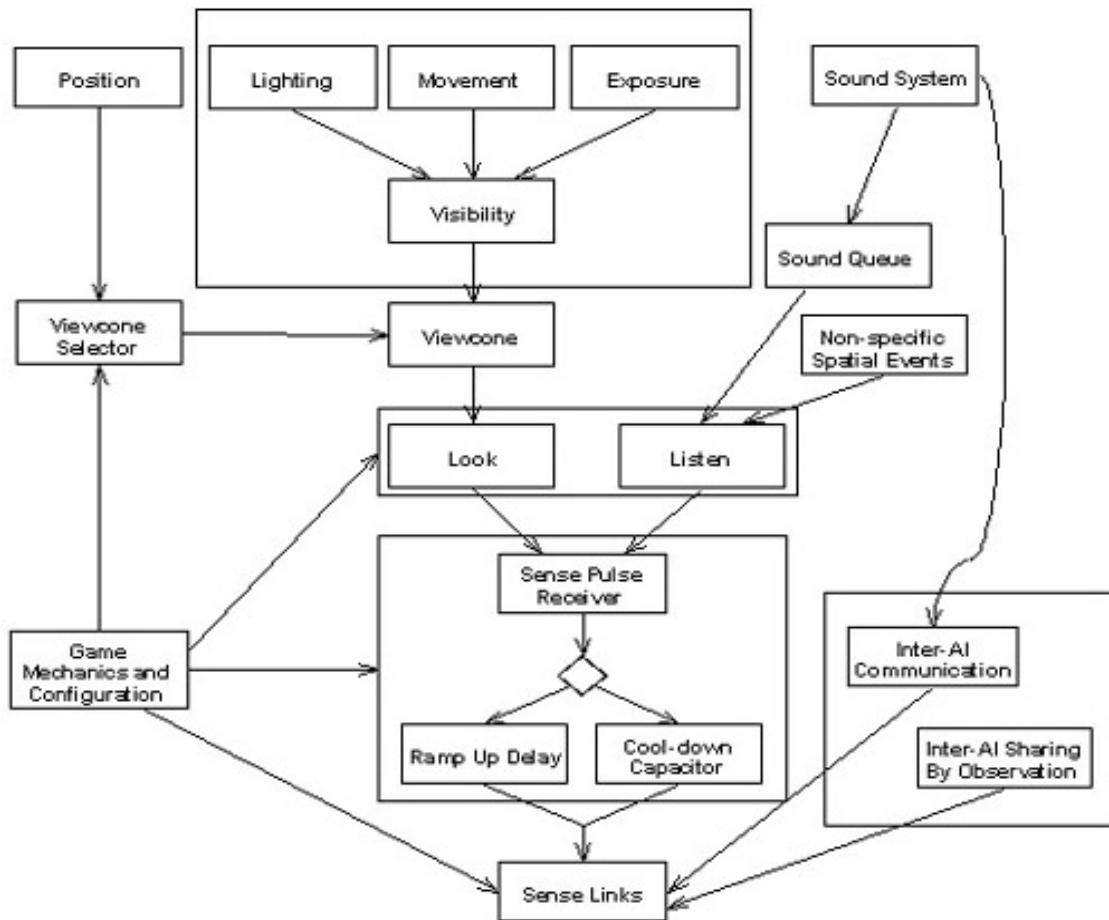 Position
Lighting
Movement
Exposure
Sound System
Visibility
Sound Queue
Viewcone
Selector
Viewcone
Non-specific
Spatial Events
Look
Listen
Sense Pulse
Receiver
Game
Mechanics and
Configuration
Inter-AI
Communication
Ramp Up Delay
Cool-down
Capacitor
Inter-AI Sharing
By Observation
Sense Links